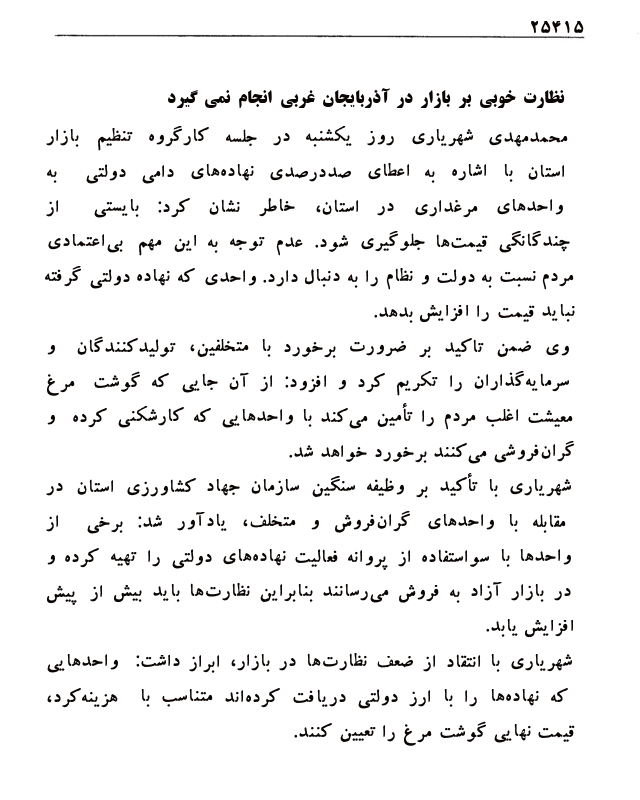 ۲۵۴۱۵
نظارت خوبی بر بازار در آذربایجان غربی انجام نمی گیرد
محمدمهدی شهریاری روز یکشنبه در جلسه کارگروه تنظیم بازار
استان با اشاره به اعطای صددرصدی نهاده‌های دامی دولتی به
واحدهای مرغداری در استان، خاطر نشان کرد: بایستی از
چندگانگی قیمت‌ها جلوگیری شود. عدم توجه به این مهم بی‌اعتمادی
مردم نسبت به دولت و نظام را به دنبال دارد. واحدی که نهاده دولتی گرفته
نباید قیمت را افزایش بدهد.
وی ضمن تاکید بر ضرورت برخورد با متخلفین، تولیدکنندگان و
سرمایه‌گذاران را تکریم کرد و افزود: از آن جایی که گوشت مرغ
معیشت اغلب مردم را تأمین می‌کند با واحدهایی که کارشکنی کرده و
گران‌فروشی می‌کنند برخورد خواهد شد.
شهریاری با تأکید بر وظیفه سنگین سازمان جهاد کشاورزی استان در
مقابله با واحدهای گران‌فروش و متخلف، یادآور شد: برخی از
واحدها با سواستفاده از پروانه فعالیت نهاده‌های دولتی را تهیه کرده و
در بازار آزاد به فروش می‌رسانند بنابراین نظارت‌ها باید بیش از پیش
افزایش یابد.
شهریاری با انتقاد از ضعف نظارت‌ها در بازار، ابراز داشت: واحدهایی
که نهاده‌ها را با ارز دولتی دریافت کرده‌اند متناسب با هزینه‌کرد،
قیمت نهایی گوشت مرغ را تعیین کنند.